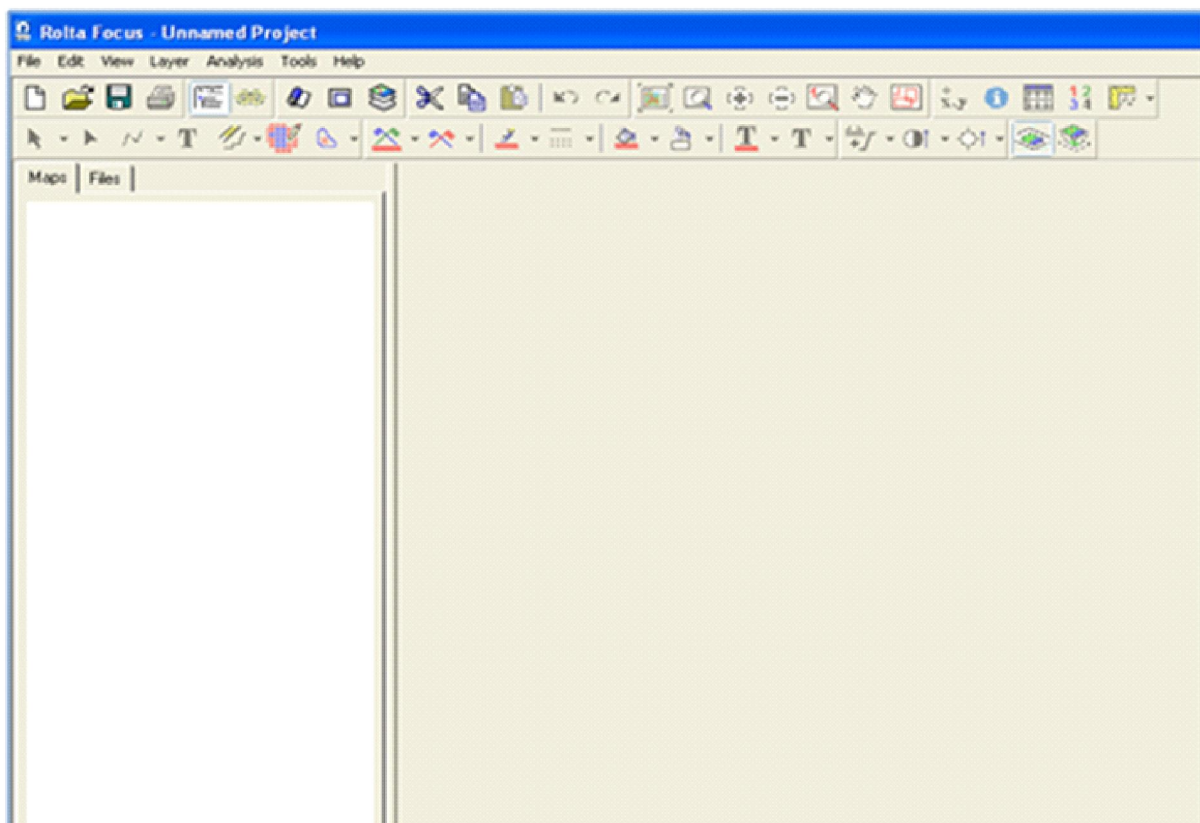 Rolta Focus - Unnamed Project
File Edit View Layer Analysis Tools Help
Maps Files